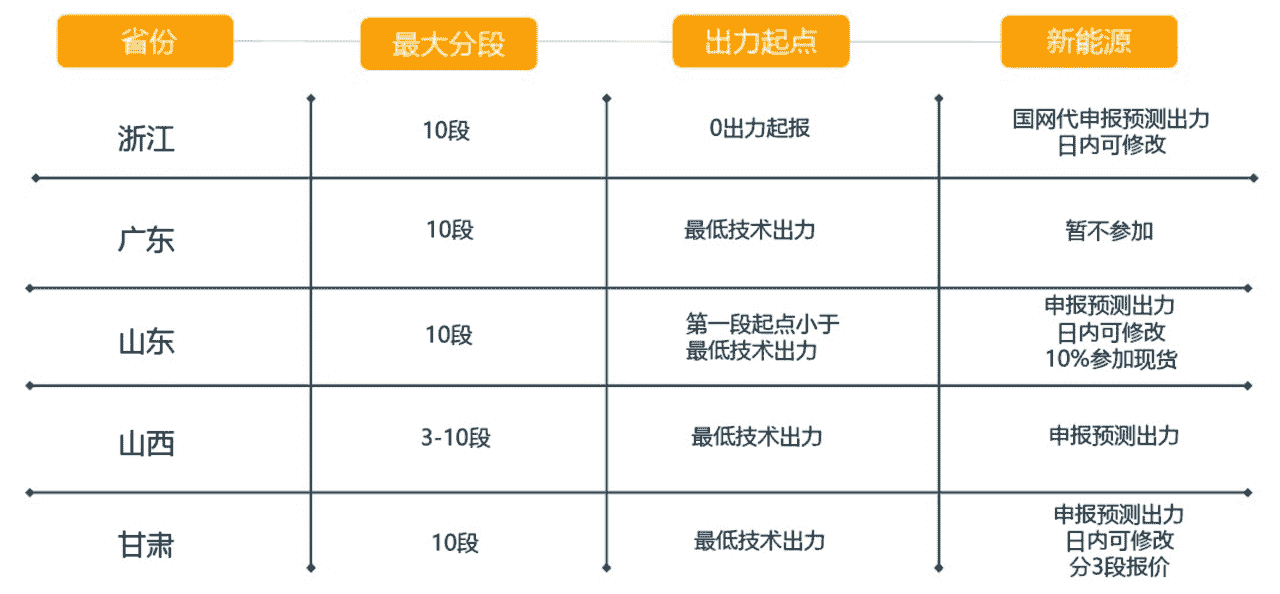 省份 最大分段 出力起点 新能源
浙江 10段 0出力起报 国网代申报预测出力
日内可修改
广东 10段 最低技术出力 暂不参加
山东 10段 第一段起点小于
最低技术出力
申报预测出力
日内可修改
10%参加现货
山西 3-10段 最低技术出力 申报预测出力
甘肃 10段 最低技术出力 申报预测出力
日内可修改
分3段报价